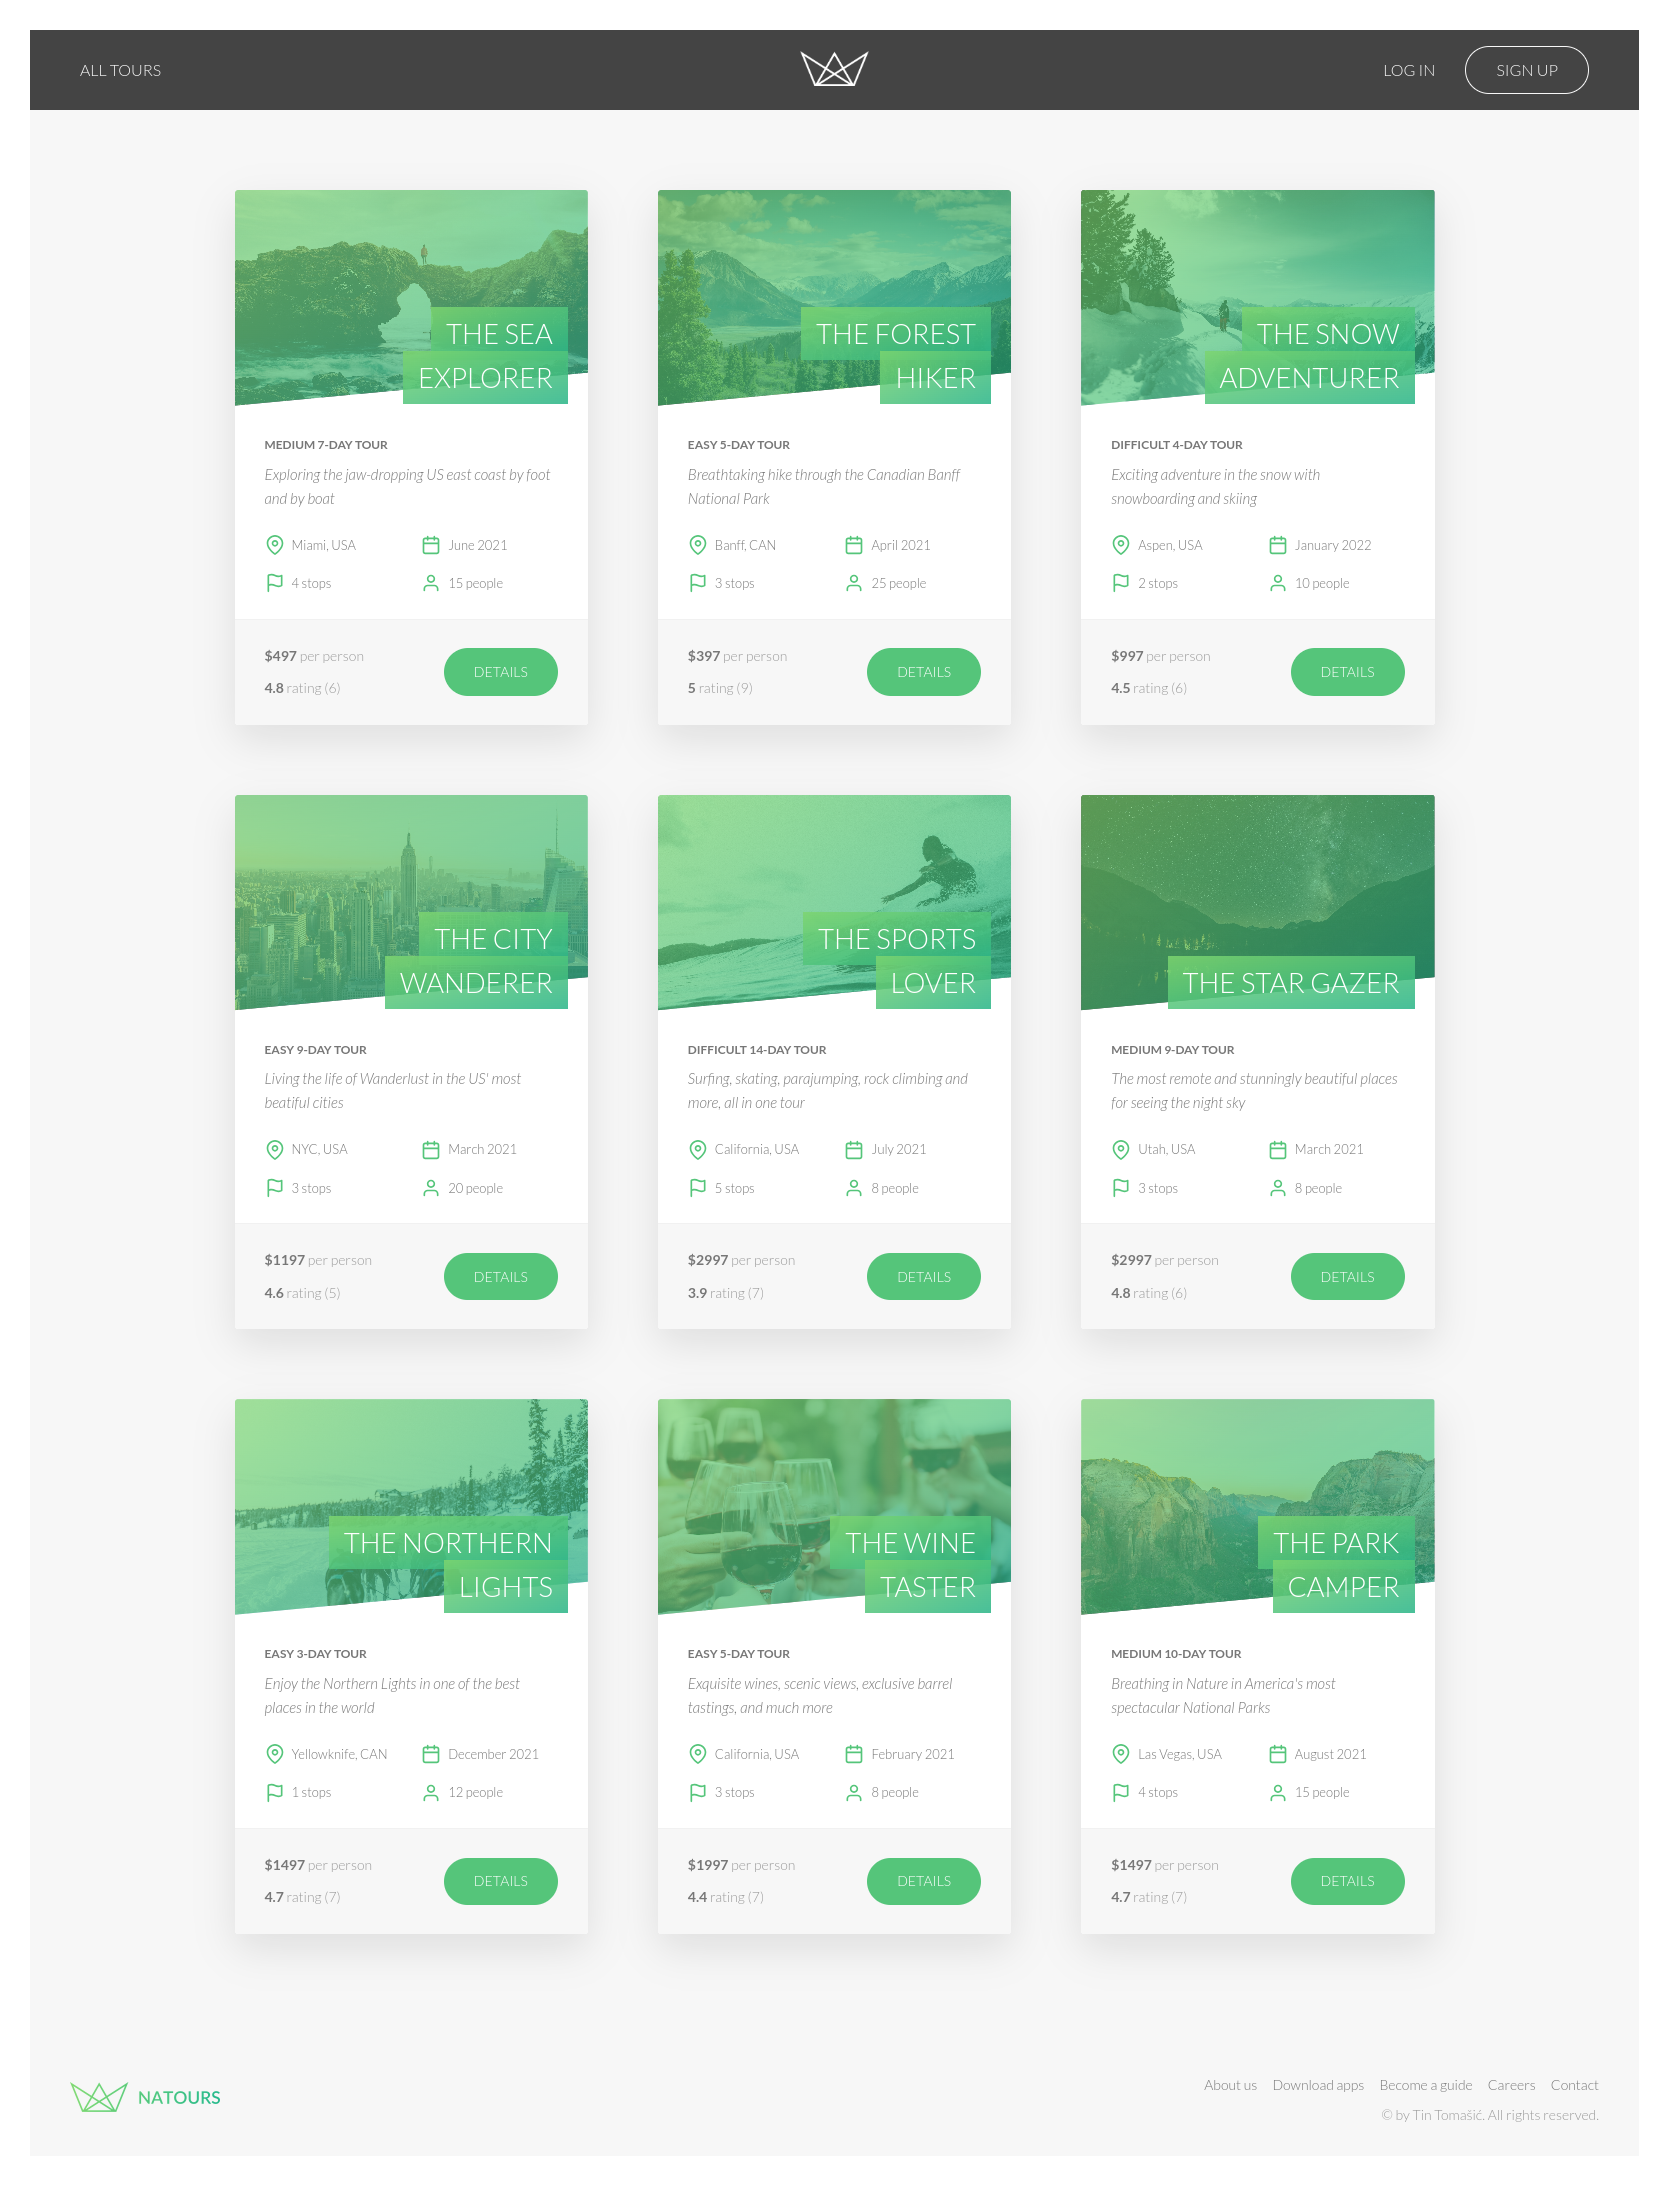 ALL TOURS
LOG IN
SIGN UP
THE SEA
EXPLORER
MEDIUM 7-DAY TOUR
Exploring the jaw-dropping US east coast by foot
and by boat
Miami, USA
June 2021
4 stops
15 people
$497 per person
4.8 rating (6)
DETAILS
THE FOREST
HIKER
EASY 5-DAY TOUR
Breathtaking hike through the Canadian Banff
National Park
Banff, CAN
April 2021
3 stops
25 people
$397 per person
5 rating (9)
DETAILS
THE SNOW
ADVENTURER
DIFFICULT 4-DAY TOUR
Exciting adventure in the snow with
snowboarding and skiing
Aspen, USA
January 2022
2 stops
10 people
$997 per person
4.5 rating (6)
DETAILS
THE CITY
WANDERER
EASY 9-DAY TOUR
Living the life of Wanderlust in the US' most
beatiful cities
NYC, USA
March 2021
3 stops
20 people
$1197 per person
4.6 rating (5)
DETAILS
THE SPORTS
LOVER
DIFFICULT 14-DAY TOUR
Surfing, skating, parajumping, rock climbing and
more, all in one tour
California, USA
July 2021
5 stops
8 people
$2997 per person
3.9 rating (7)
DETAILS
THE STAR GAZER
MEDIUM 9-DAY TOUR
The most remote and stunningly beautiful places
for seeing the night sky
Utah, USA
March 2021
3 stops
8 people
$2997 per person
4.8 rating (6)
DETAILS
THE NORTHERN
LIGHTS
EASY 3-DAY TOUR
Enjoy the Northern Lights in one of the best
places in the world
Yellowknife, CAN
December 2021
1 stops
12 people
$1497 per person
4.7 rating (7)
DETAILS
THE WINE
TASTER
EASY 5-DAY TOUR
Exquisite wines, scenic views, exclusive barrel
tastings, and much more
California, USA
February 2021
3 stops
8 people
$1997 per person
4.4 rating (7)
DETAILS
THE PARK
CAMPER
MEDIUM 10-DAY TOUR
Breathing in Nature in America's most
spectacular National Parks
Las Vegas, USA
August 2021
4 stops
15 people
$1497 per person
4.7 rating (7)
DETAILS
NATOURS
About us
Download apps
Become a guide
Careers
Contact
© by Tin Tomašić. All rights reserved.